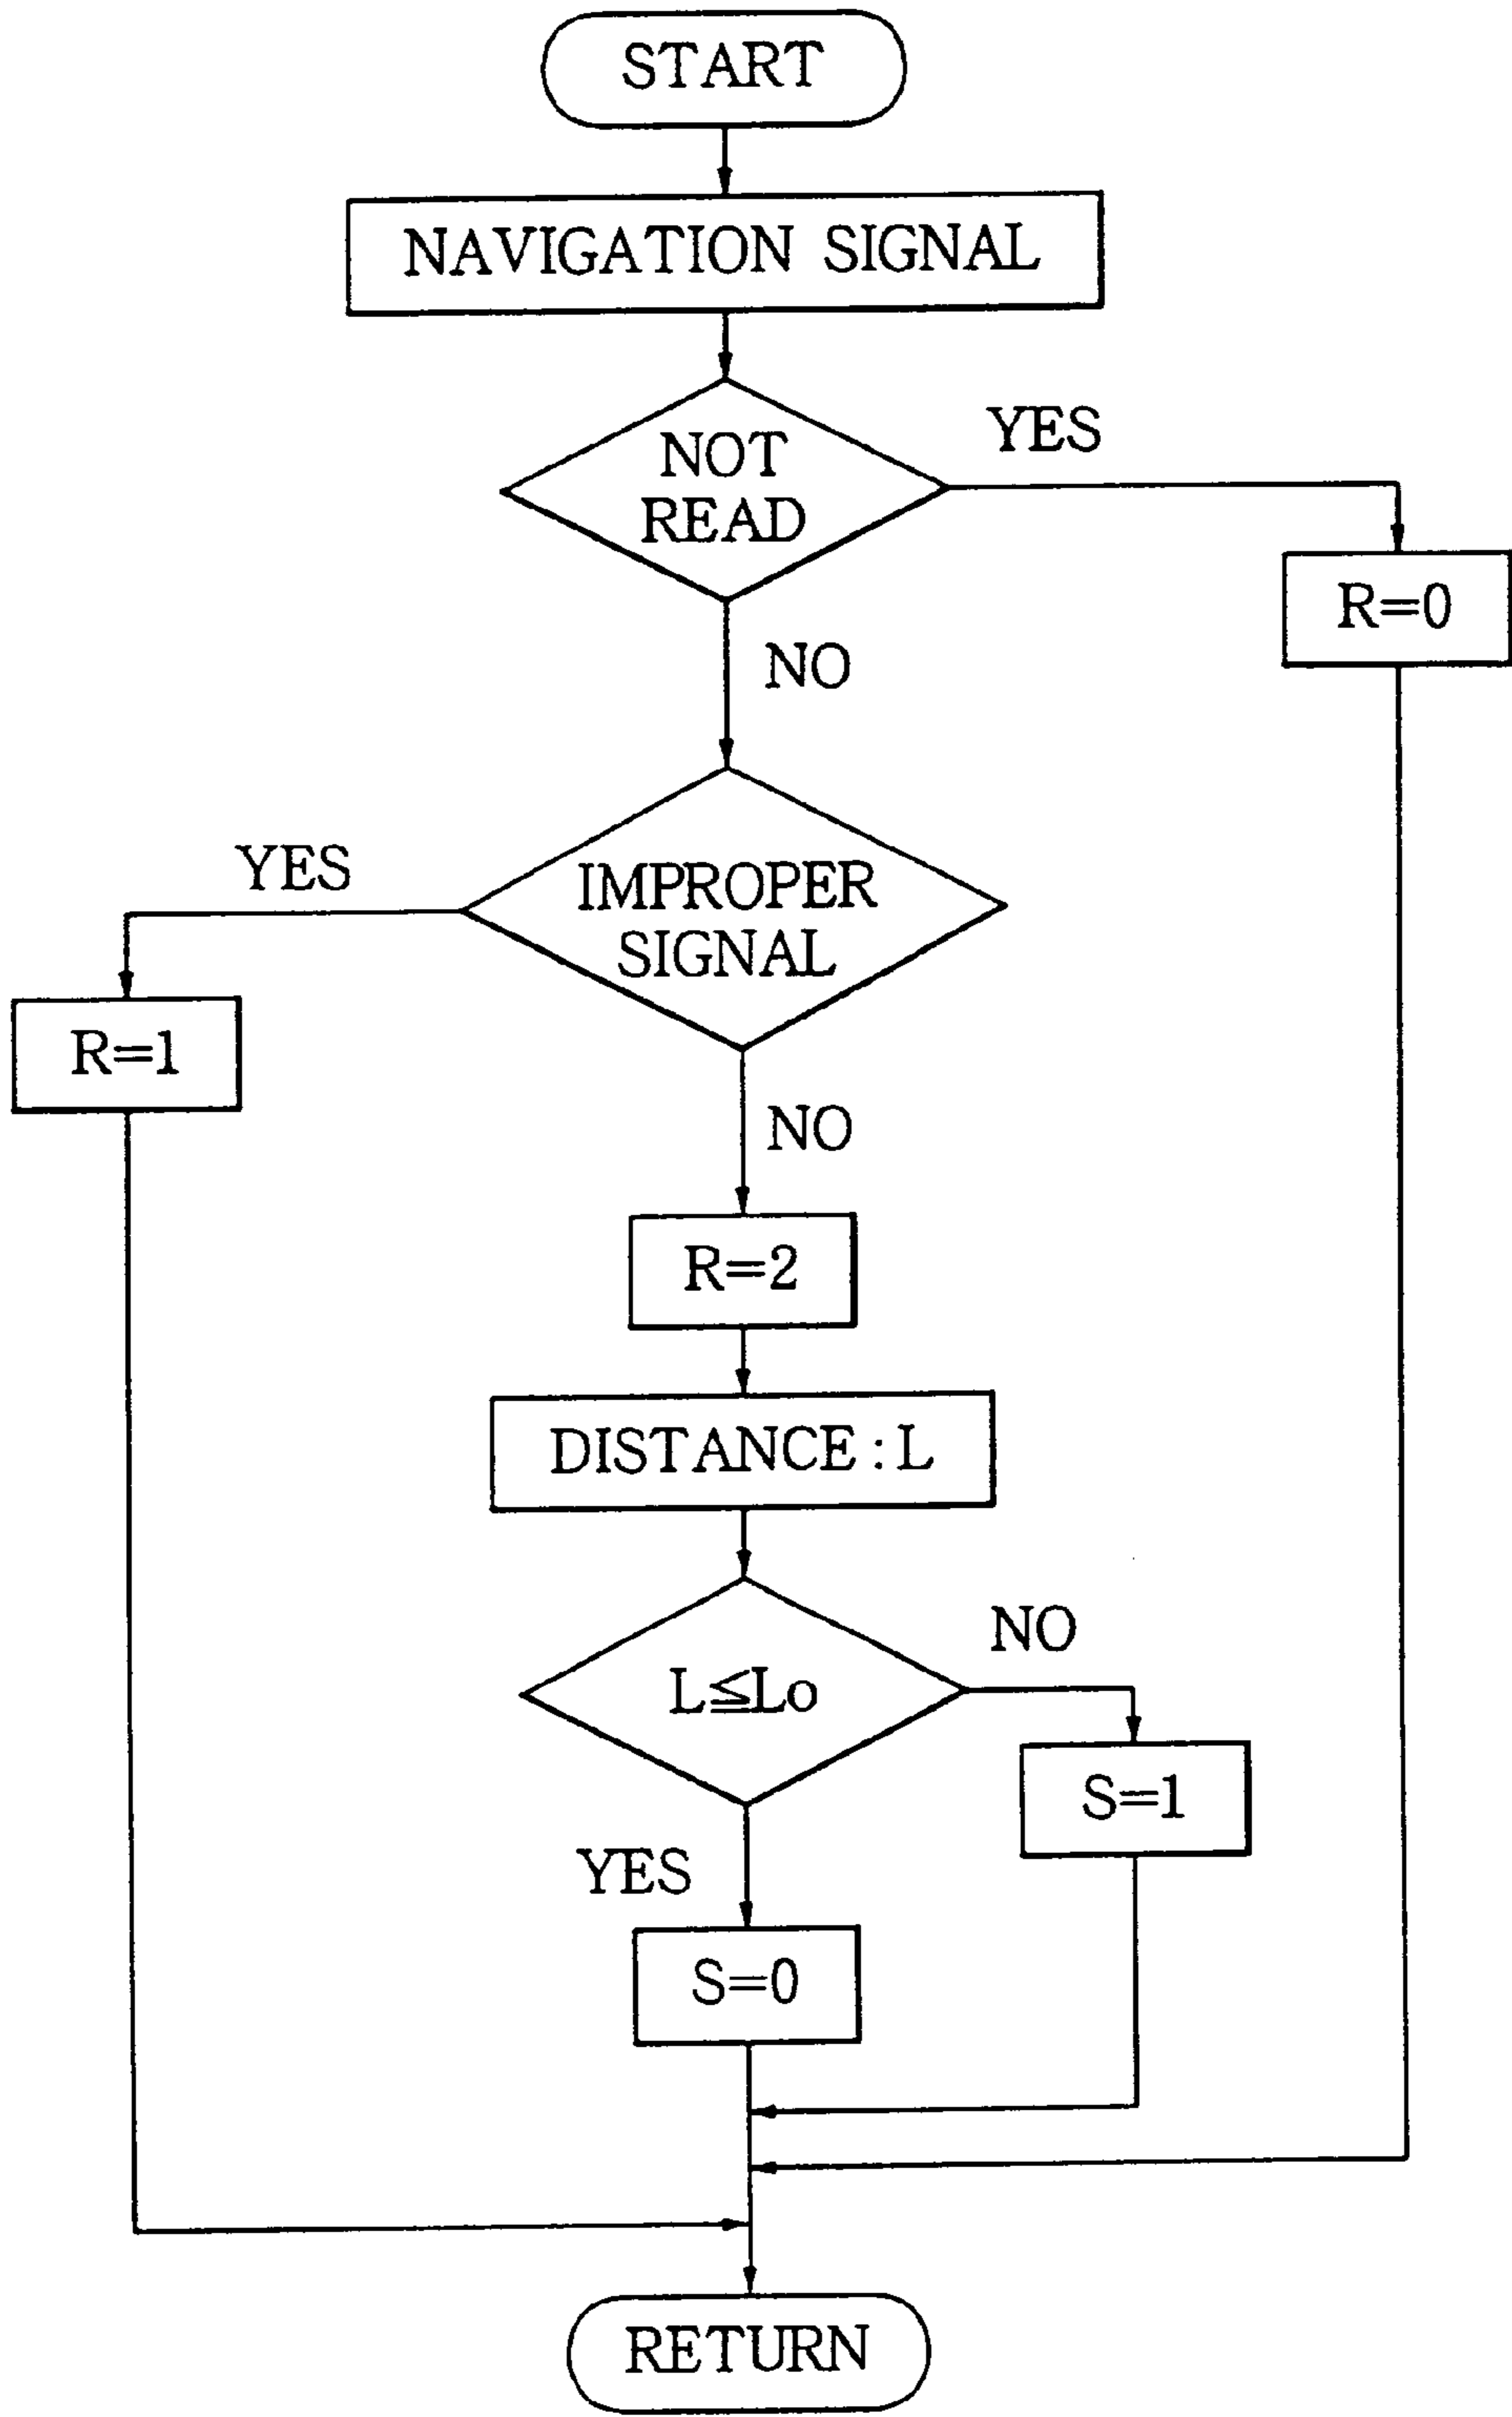 START
NAVIGATION SIGNAL
NOT
READ
YES
R=0
NO
IMPROPER
SIGNAL
YES
R=1
NO
R=2
DISTANCE : L
L≦Lo
NO
S=1
YES
S=0
RETURN